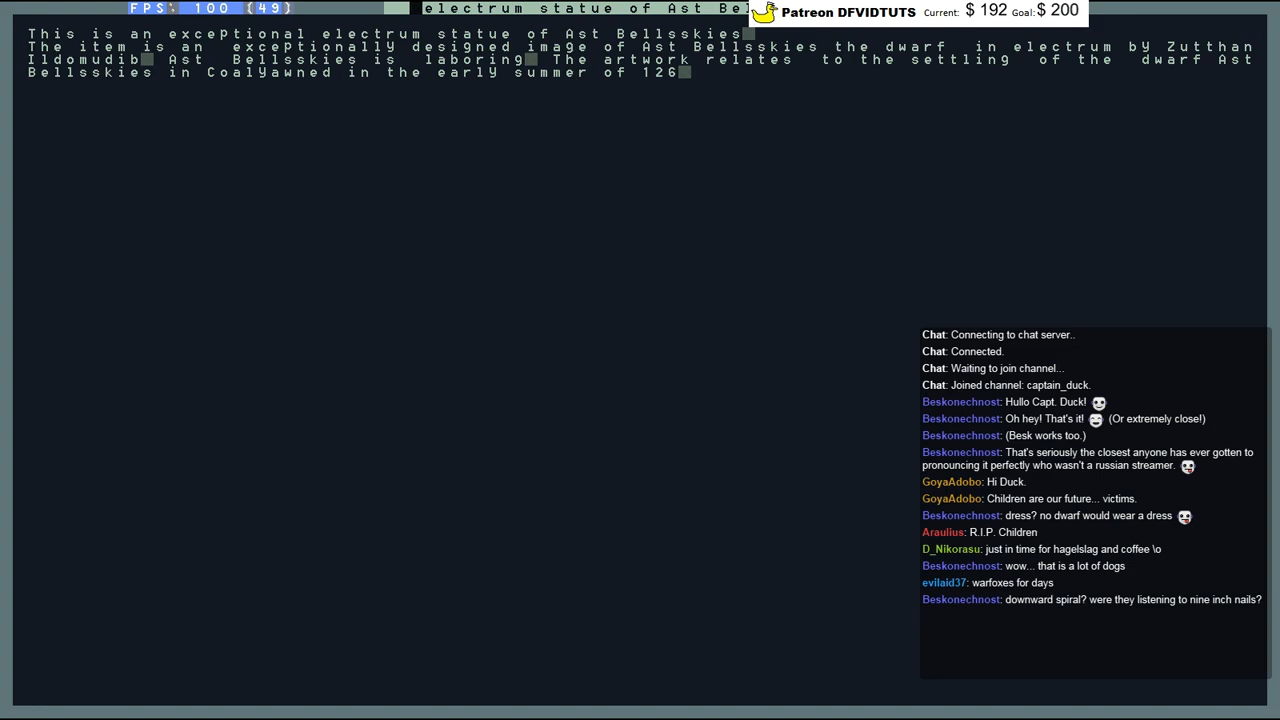 FPS: 100 (49)
electrum statue of Ast Bel
Patreon DFVIDTUTS Current: $ 192 Goal: $ 200
This is an exceptional electrum statue of Ast Bellsskies
The item is an exceptionally designed image of Ast Bellsskies the dwarf in electrum by Zutthan
Ildomudib Ast Bellsskies is laboring The artwork relates to the settling of the dwarf Ast
Bellsskies in CoalYawned in the early summer of 126
Chat: Connecting to chat server..
Chat: Connected.
Chat: Waiting to join channel...
Chat: Joined channel: captain_duck.
Beskonechnost: Hullo Capt. Duck!
Beskonechnost: Oh hey! That's it! (Or extremely close!)
Beskonechnost: (Besk works too.)
Beskonechnost: That's seriously the closest anyone has ever gotten to
pronouncing it perfectly who wasn't a russian streamer.
GoyaAdobo: Hi Duck.
GoyaAdobo: Children are our future... victims.
Beskonechnost: dress? no dwarf would wear a dress
Araulius: R.I.P. Children
D_Nikorasu: just in time for hagelslag and coffee \o
Beskonechnost: wow... that is a lot of dogs
evilaid37: warfoxes for days
Beskonechnost: downward spiral? were they listening to nine inch nails?